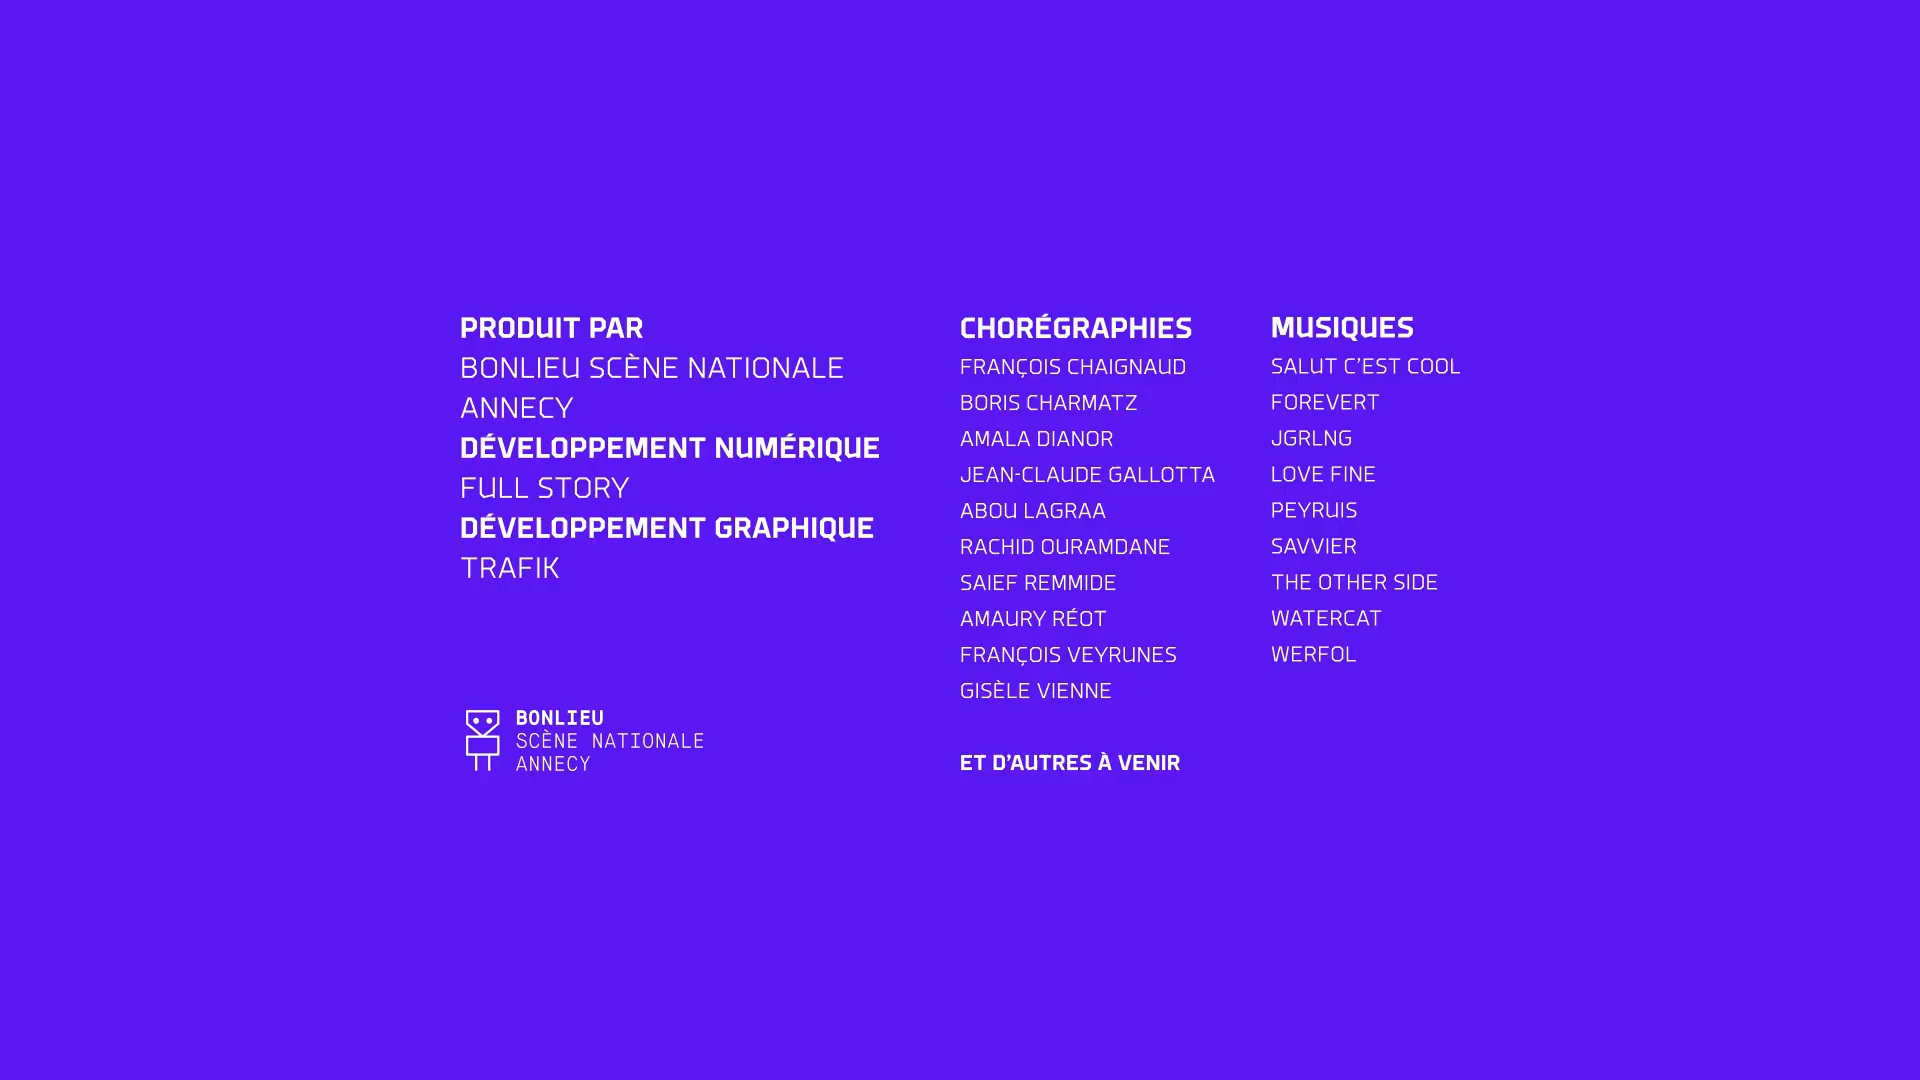 PRODUIT PAR
BONLIEU SCÈNE NATIONALE
ANNECY
DÉVELOPPEMENT NUMÉRIQUE
FULL STORY
DÉVELOPPEMENT GRAPHIQUE
TRAFIK
BONLIEU
SCÈNE NATIONALE
ANNECY
CHORÉGRAPHIES
FRANÇOIS CHAIGNAUD
BORIS CHARMATZ
AMALA DIANOR
JEAN-CLAUDE GALLOTTA
ABOU LAGRAA
RACHID OURAMDANE
SAIEF REMMIDE
AMAURY RÉOT
FRANÇOIS VEYRUNES
GISÈLE VIENNE
ET D’AUTRES À VENIR
MUSIQUES
SALUT C’EST COOL
FOREVERT
JGRLNG
LOVE FINE
PEYRUIS
SAVVIER
THE OTHER SIDE
WATERCAT
WERFOL